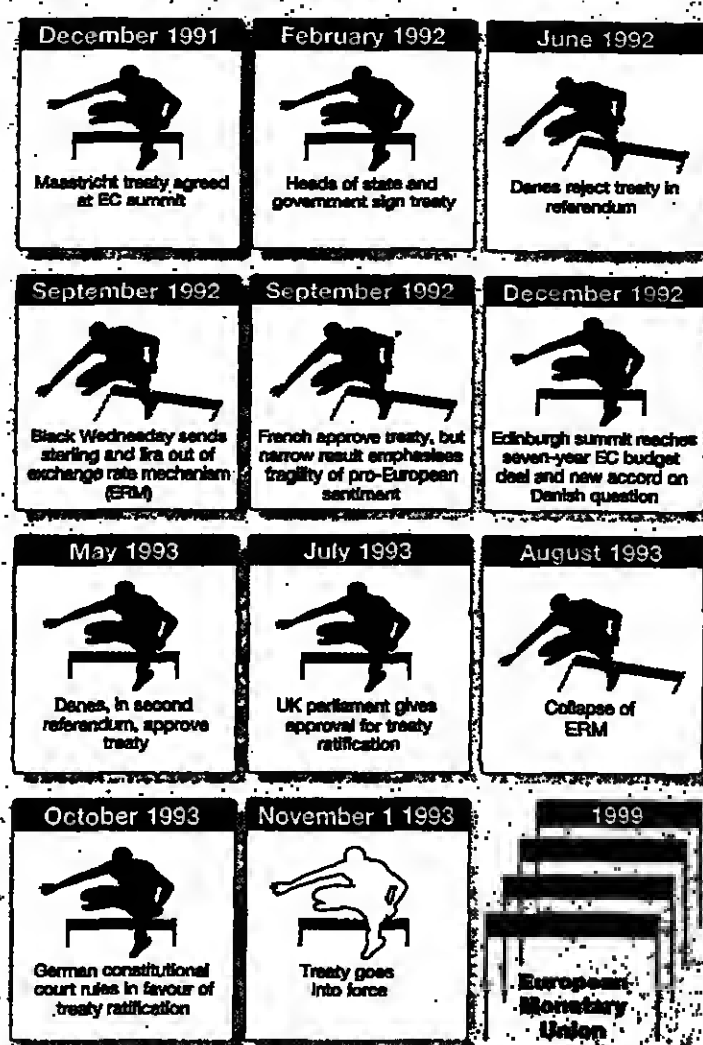 December 1991
Maastricht treaty agreed
at EC summit
February 1992
Heads of state and
government sign treaty
June 1992
Danes reject treaty in
referendum
September 1992
Black Wednesday sends
sterling and lira out of
exchange rate mechanism
(ERM)
September 1992
French approve treaty, but
narrow result emphasises
fragility of pro-European
sentiment
December 1992
Edinburgh summit reaches
seven-year EC budget
deal and new accord on
Danish question
May 1993
Danes, in second
referendum, approve
treaty
July 1993
UK parliament gives
approval for treaty
ratification
August 1993
Collapse of
ERM
October 1993
German constitutional
court rules in favour of
treaty ratification
November 1 1993
Treaty goes
into force
1999
European
Monetary
Union